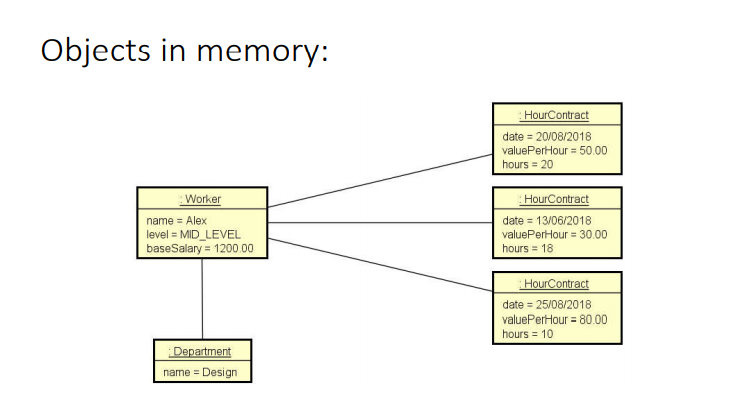 Objects in memory:
: HourContract
date = 20/08/2018
valuePerHour = 50.00
hours = 20
: Worker
name = Alex
level = MID_LEVEL
baseSalary = 1200.00
: HourContract
date = 13/06/2018
valuePerHour = 30.00
hours = 18
: HourContract
date = 25/08/2018
valuePerHour = 80.00
hours = 10
: Department
name = Design